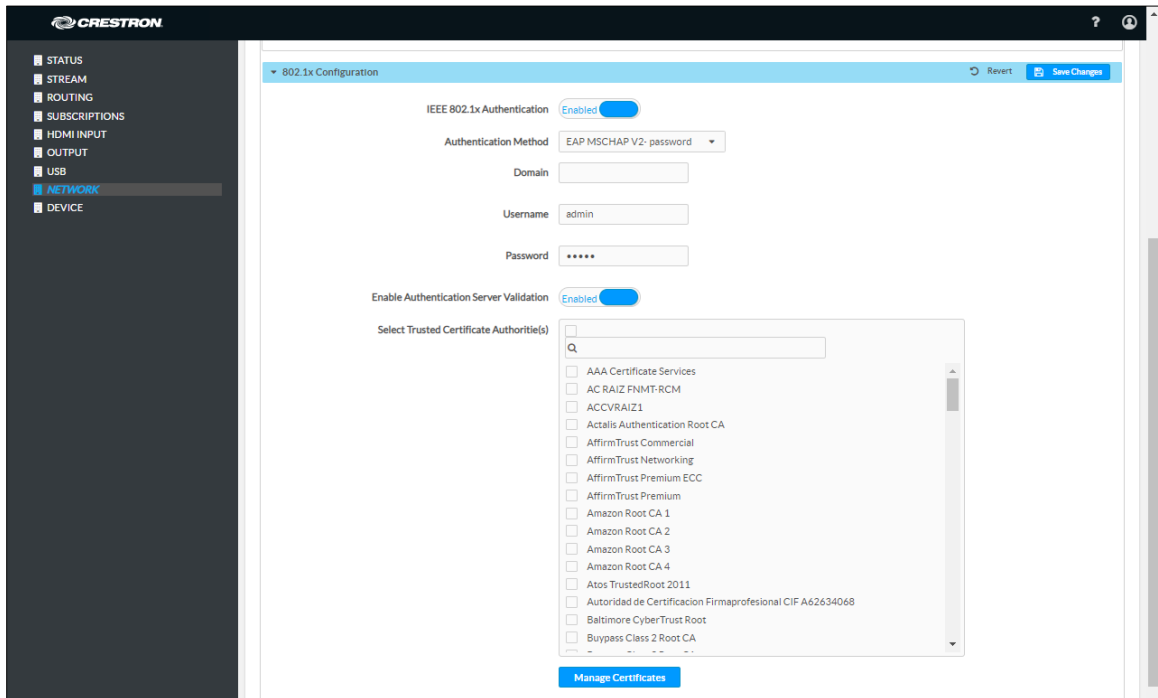 CRESTRON
?
STATUS
STREAM
ROUTING
SUBSCRIPTIONS
HDMI INPUT
OUTPUT
USB
NETWORK
DEVICE
802.1x Configuration
Revert
Save Changes
IEEE 802.1x Authentication Enabled
Authentication Method EAP MSCHAP V2- password
Domain
Username admin
Password •••••
Enable Authentication Server Validation Enabled
Select Trusted Certificate Authoritie(s)
AAA Certificate Services
AC RAIZ FNMT-RCM
ACCVRAIZ1
Actalis Authentication Root CA
AffirmTrust Commercial
AffirmTrust Networking
AffirmTrust Premium ECC
AffirmTrust Premium
Amazon Root CA 1
Amazon Root CA 2
Amazon Root CA 3
Amazon Root CA 4
Atos TrustedRoot 2011
Autoridad de Certificacion Firmaprofesional CIF A62634068
Baltimore CyberTrust Root
Buypass Class 2 Root CA
Manage Certificates